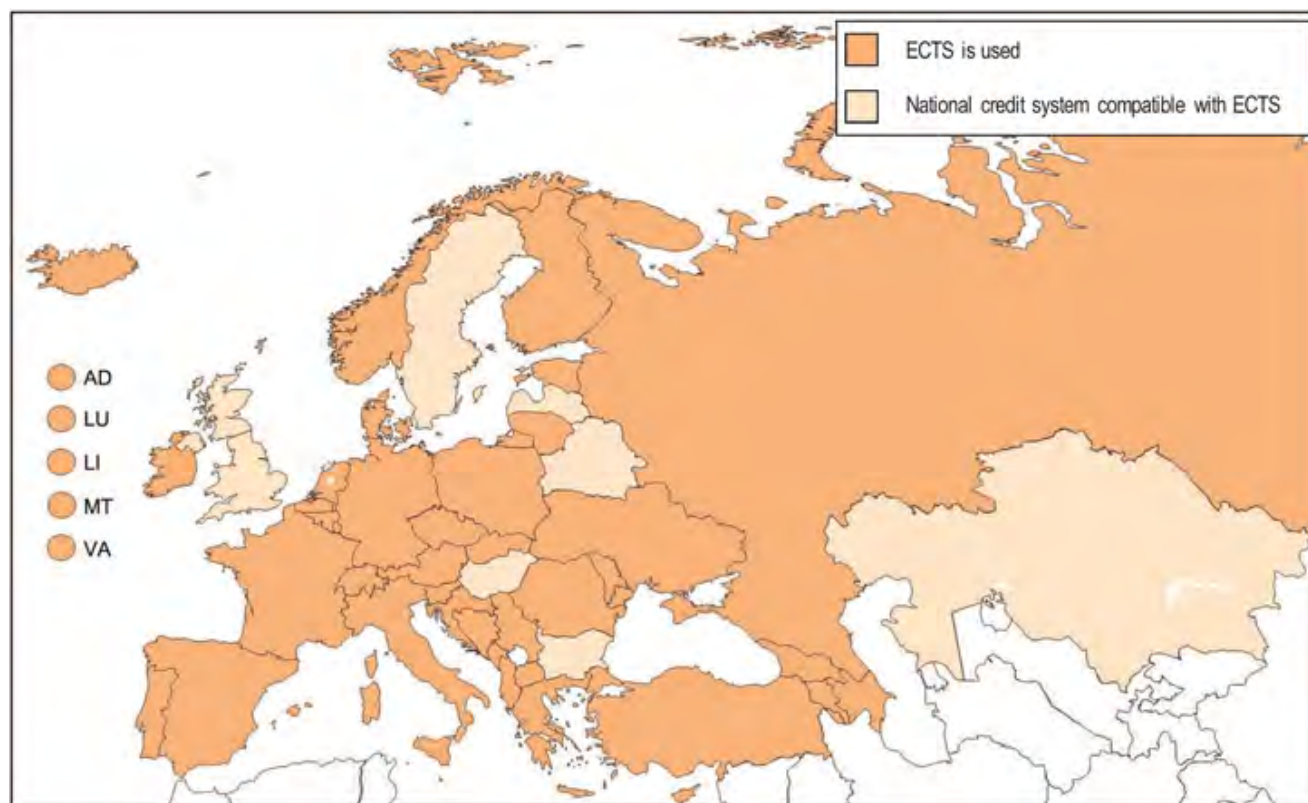 ECTS is used
National credit system compatible with ECTS
AD
LU
LI
MT
VA